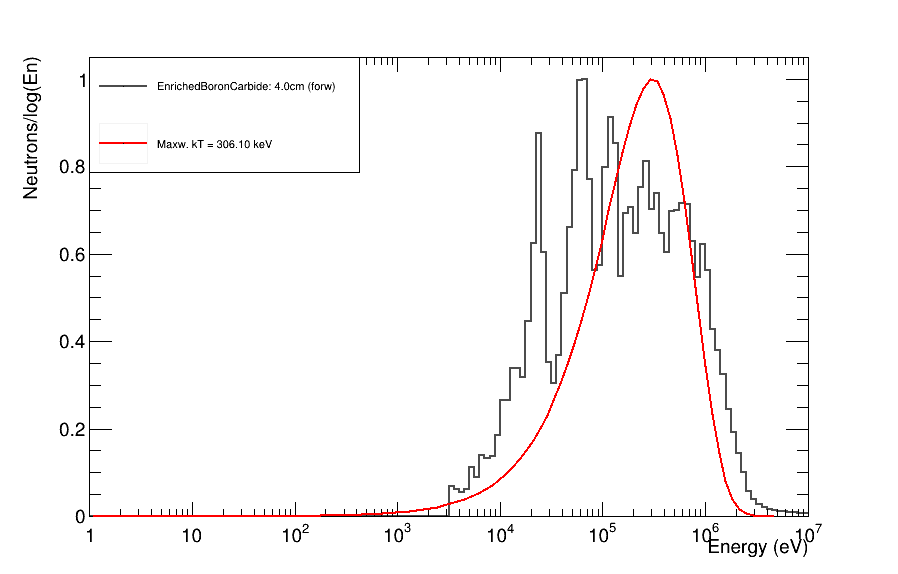 Neutrons/log(En)
EnrichedBoronCarbide: 4.0cm (forw)
Maxw. kT = 306.10 keV
1
0.8
0.6
0.4
0.2
0
1 10 10² 10³ 10⁴ 10⁵ 10⁶ 10⁷
Energy (eV)